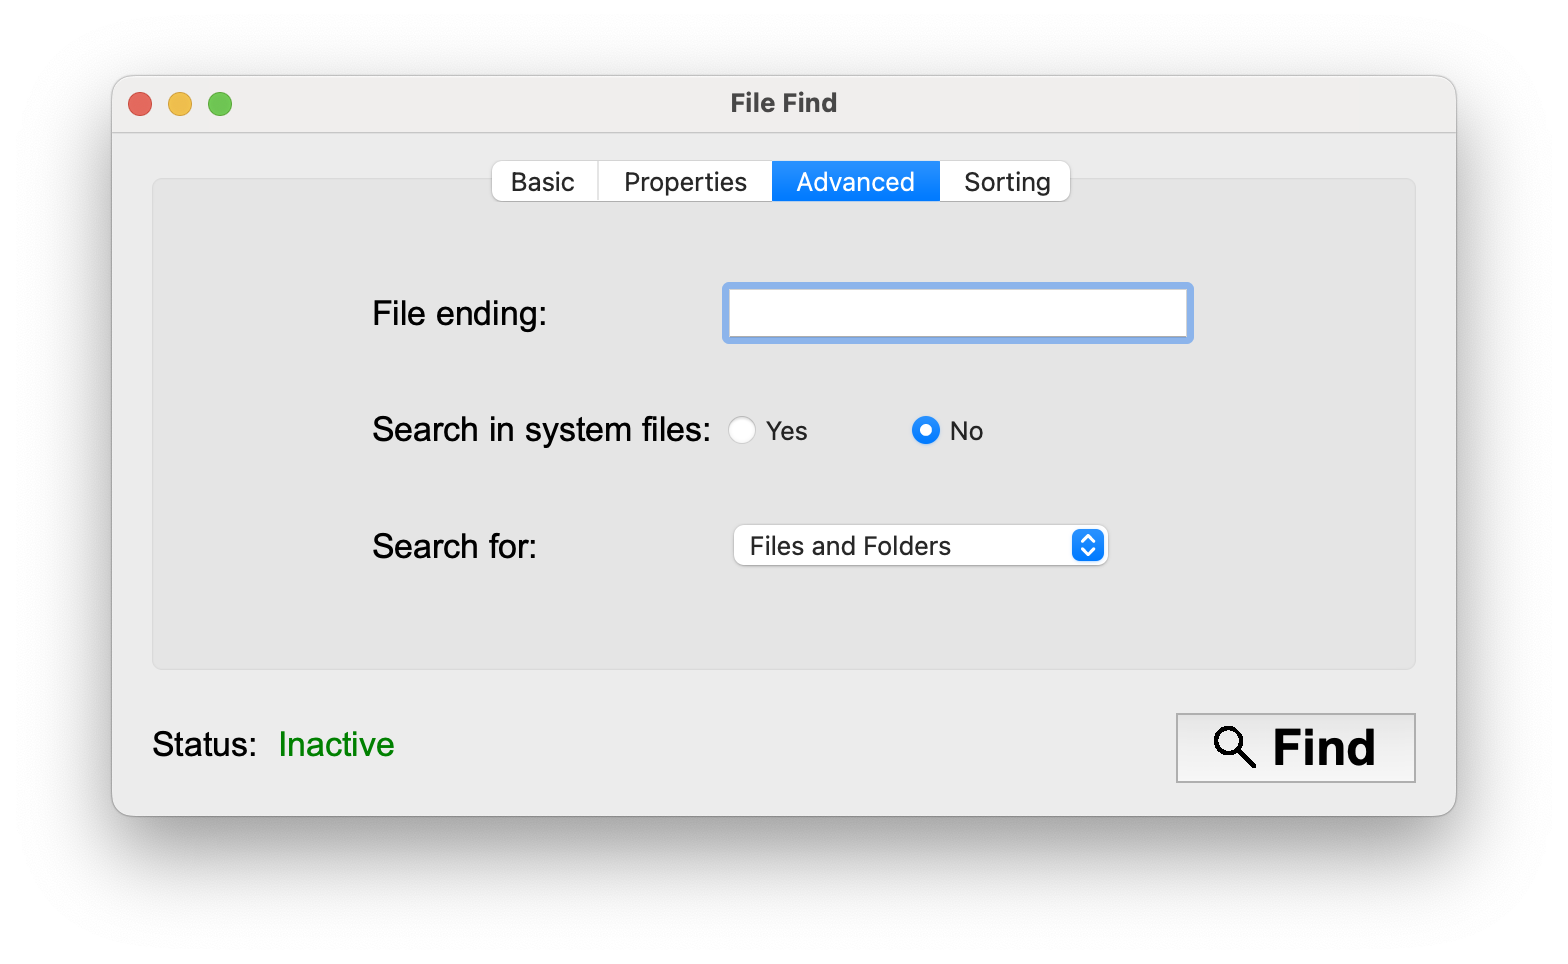 File Find
Basic Properties Advanced Sorting
File ending:
Search in system files: Yes No
Search for: Files and Folders
Status: Inactive
Find